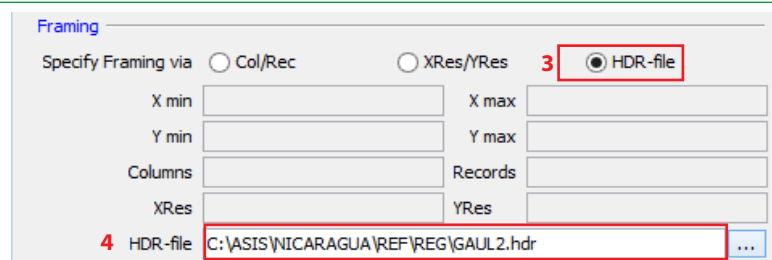 Framing
Specify Framing via Col/Rec XRes/YRes 3 HDR-file
X min X max
Y min Y max
Columns Records
XRes YRes
4 HDR-file C:\ASIS\NICARAGUA\REF\REG\GAUL2.hdr ...